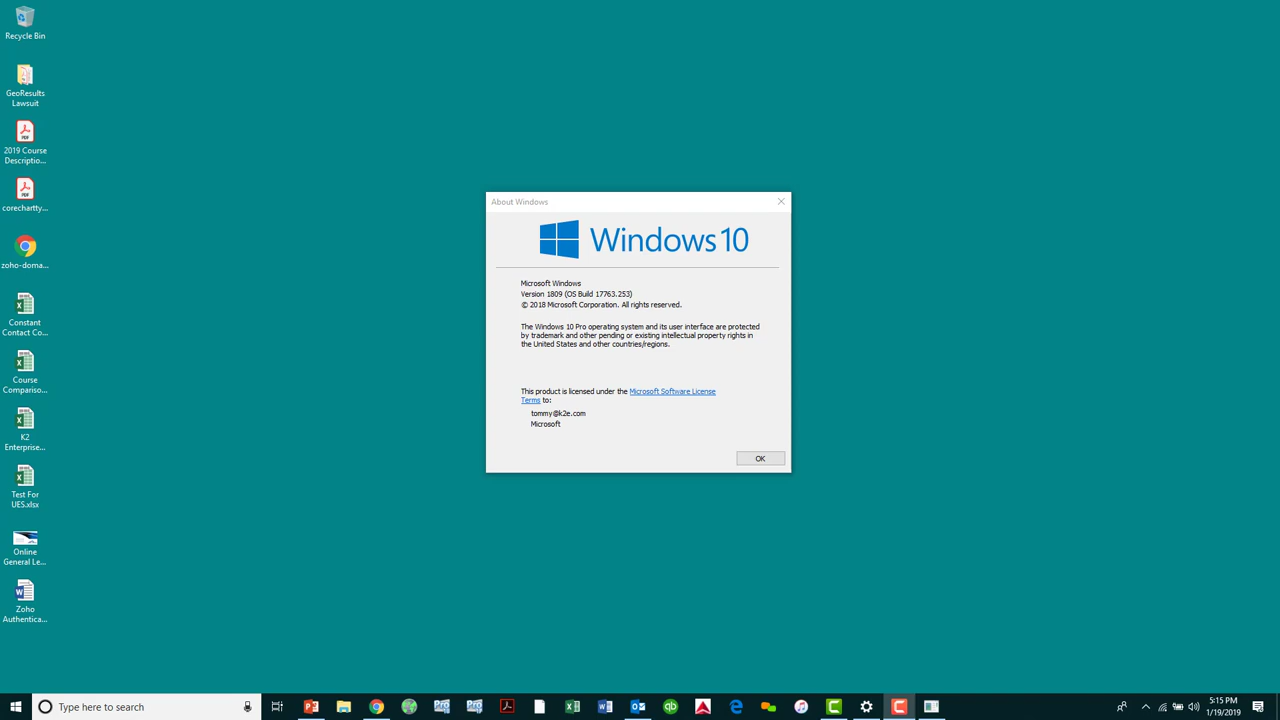 Recycle Bin
GeoResults
Lawsuit
2019 Course
Descriptio...
corechartty...
zoho-doma...
Constant
Contact Co...
Course
Compariso...
K2
Enterprise...
Test For
UES.xlsx
Online
General Le...
Zoho
Authentica...
About Windows
Windows 10
Microsoft Windows
Version 1809 (OS Build 17763.253)
© 2018 Microsoft Corporation. All rights reserved.
The Windows 10 Pro operating system and its user interface are protected
by trademark and other pending or existing intellectual property rights in
the United States and other countries/regions.
This product is licensed under the Microsoft Software License
Terms to:
tommy@k2e.com
Microsoft
OK
Type here to search
Pro
Pro
5:15 PM
1/19/2019